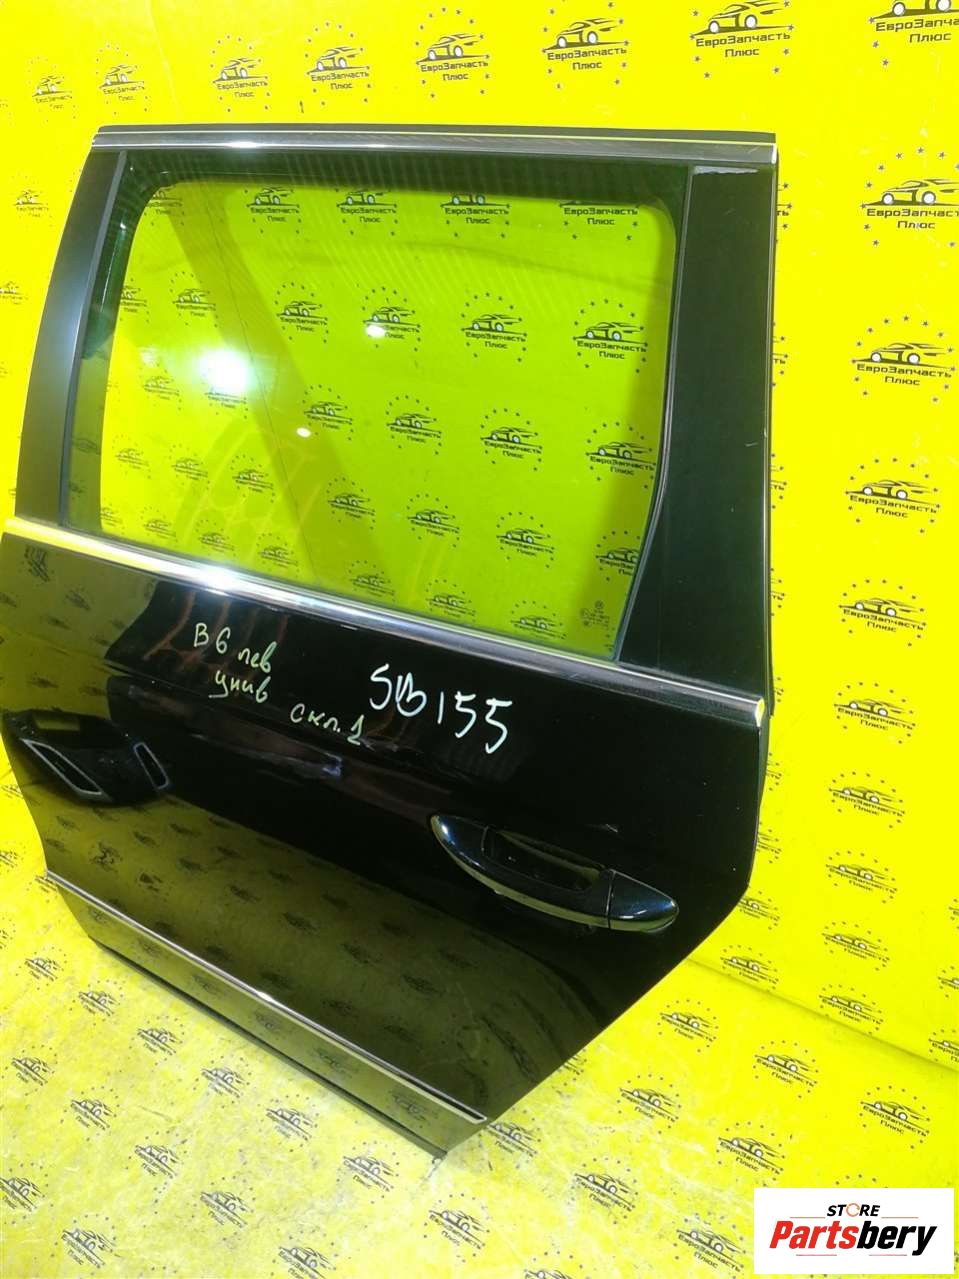 ЕвроЗапчасть
Плюс
В6 лев
унив
скл.1
SB155
STORE
Partsbery